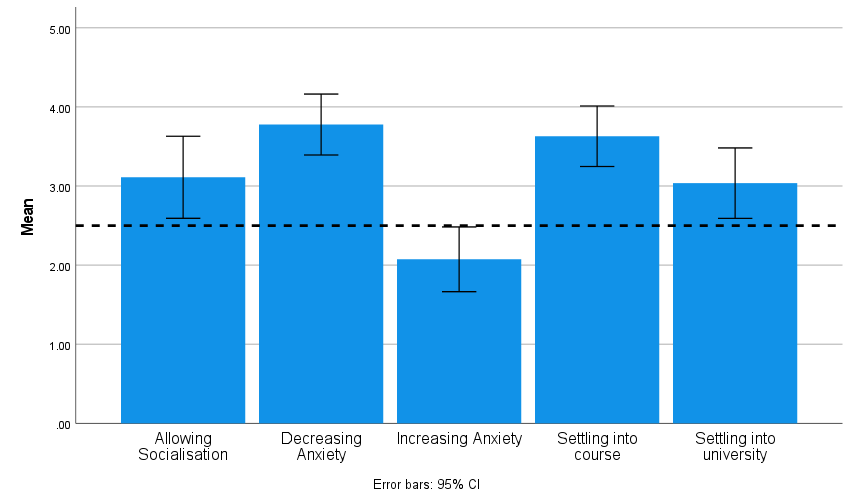 5.00
4.00
3.00
2.00
1.00
.00
Mean
Allowing
Socialisation
Decreasing
Anxiety
Increasing Anxiety
Settling into
course
Settling into
university
Error bars: 95% CI